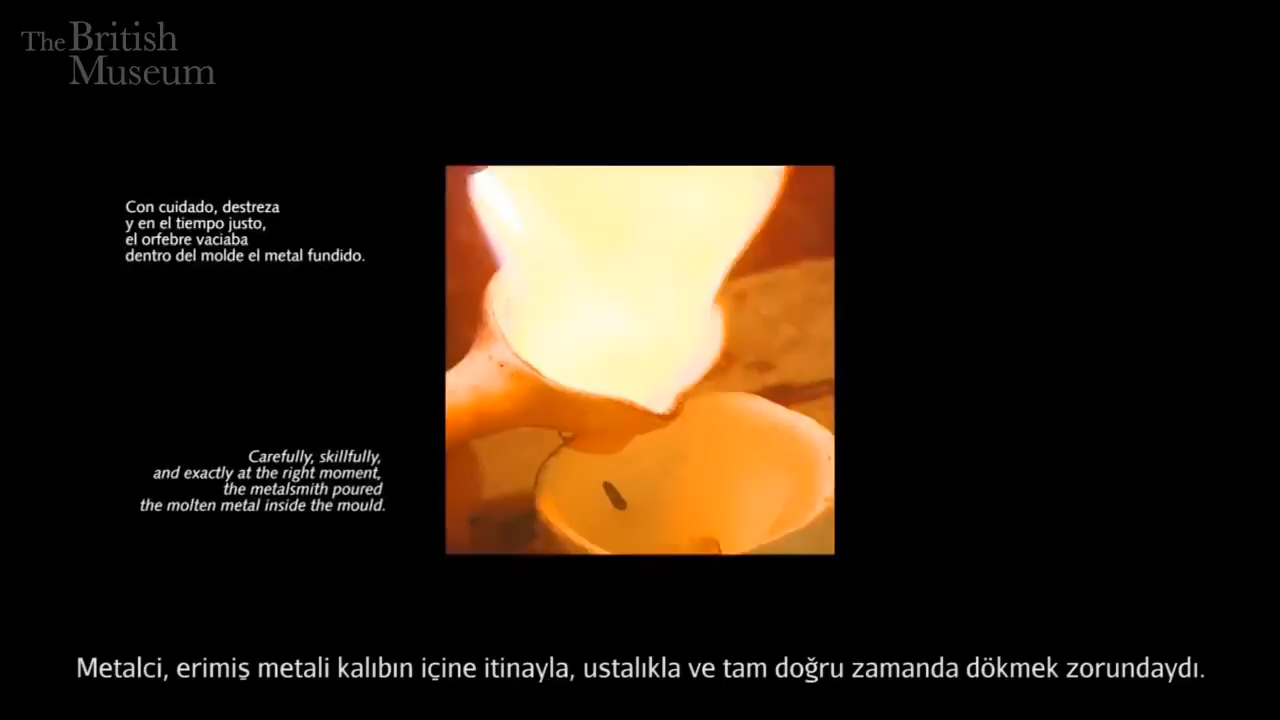 The British
Museum
Con cuidado, destreza
y en el tiempo justo,
el orfebre vaciaba
dentro del molde el metal fundido.
Carefully, skillfully,
and exactly at the right moment,
the metalsmith poured
the molten metal inside the mould.
Metalci, erimiş metali kalıbın içine itinayla, ustalıkla ve tam doğru zamanda dökmek zorundaydı.